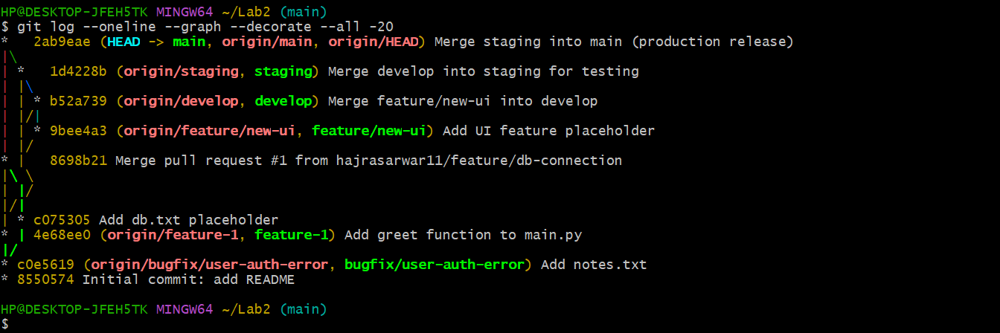 HP@DESKTOP-JFEH5TK MINGW64 ~/Lab2 (main)
$ git log --oneline --graph --decorate --all -20
*   2ab9eae (HEAD -> main, origin/main, origin/HEAD) Merge staging into main (production release)
|\
| *   1d4228b (origin/staging, staging) Merge develop into staging for testing
| |\
| | * b52a739 (origin/develop, develop) Merge feature/new-ui into develop
| |/|
| | * 9bee4a3 (origin/feature/new-ui, feature/new-ui) Add UI feature placeholder
| |/
* |   8698b21 Merge pull request #1 from hajrasarwar11/feature/db-connection
|\ \
| |/
|/|
| * c075305 Add db.txt placeholder
* | 4e68ee0 (origin/feature-1, feature-1) Add greet function to main.py
|/
* c0e5619 (origin/bugfix/user-auth-error, bugfix/user-auth-error) Add notes.txt
* 8550574 Initial commit: add README
HP@DESKTOP-JFEH5TK MINGW64 ~/Lab2 (main)
$